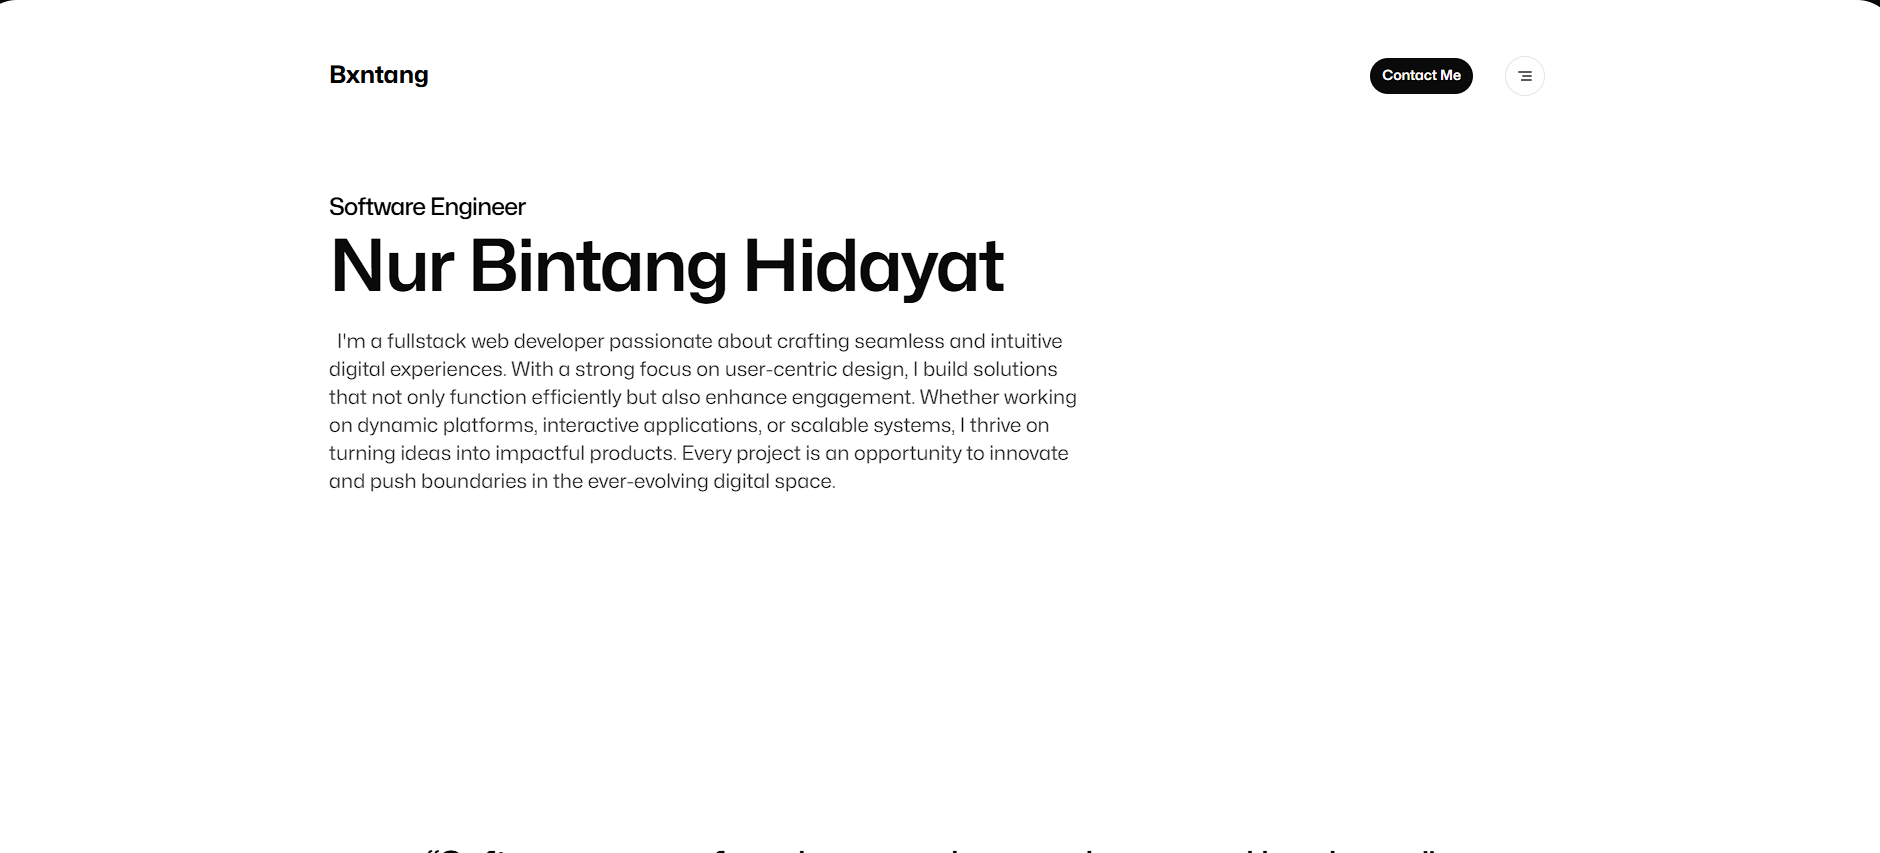 Bxntang
Contact Me
Software Engineer
Nur Bintang Hidayat
I'm a fullstack web developer passionate about crafting seamless and intuitive
digital experiences. With a strong focus on user-centric design, I build solutions
that not only function efficiently but also enhance engagement. Whether working
on dynamic platforms, interactive applications, or scalable systems, I thrive on
turning ideas into impactful products. Every project is an opportunity to innovate
and push boundaries in the ever-evolving digital space.